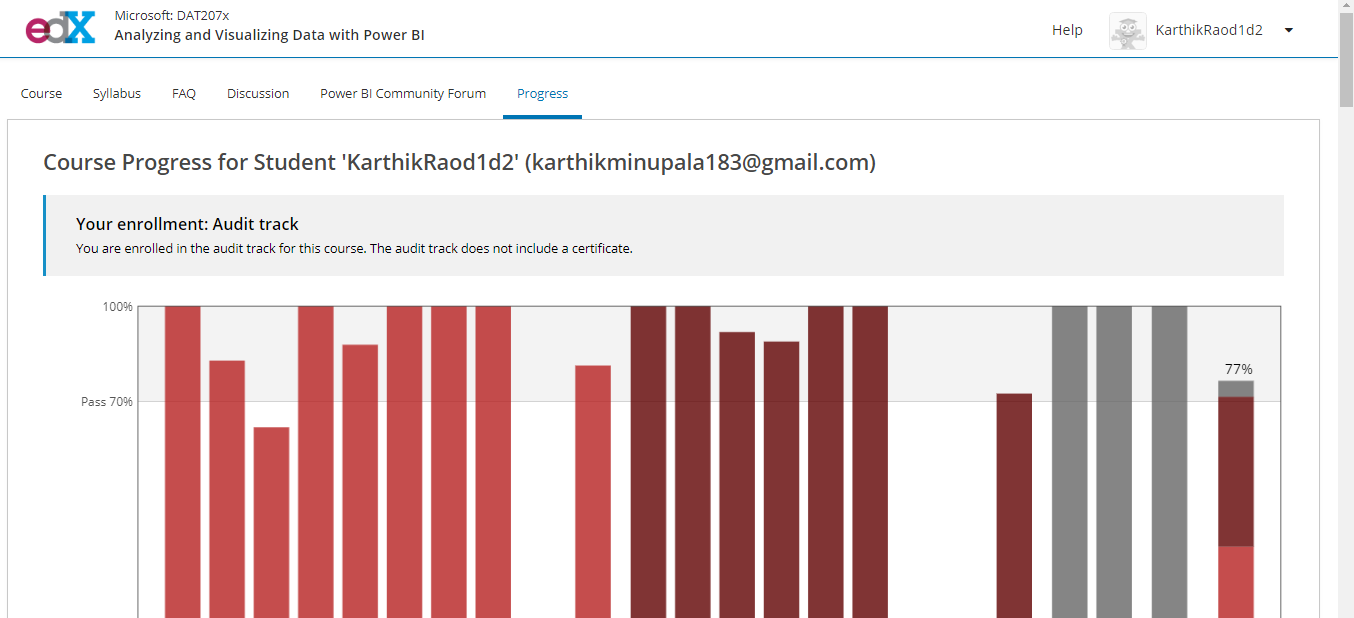 edX
Microsoft: DAT207x
Analyzing and Visualizing Data with Power BI
Help
KarthikRaod1d2
Course Syllabus FAQ Discussion Power BI Community Forum Progress
Course Progress for Student 'KarthikRaod1d2' (karthikminupala183@gmail.com)
Your enrollment: Audit track
You are enrolled in the audit track for this course. The audit track does not include a certificate.
100%
77%
Pass 70%